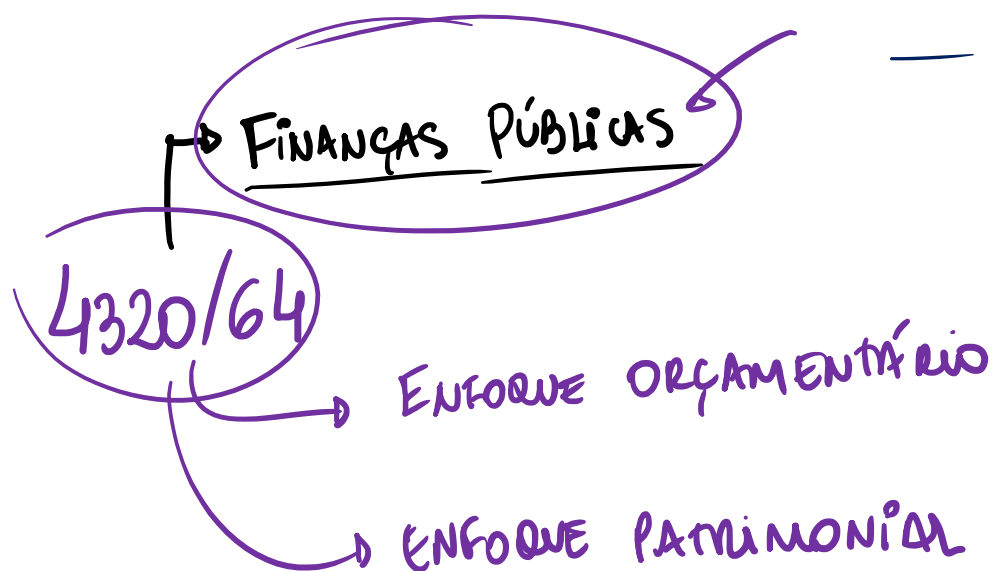 FINANÇAS PÚBLICAS
4320/64
ENFOQUE ORÇAMENTÁRIO
ENFOQUE PATRIMONIAL